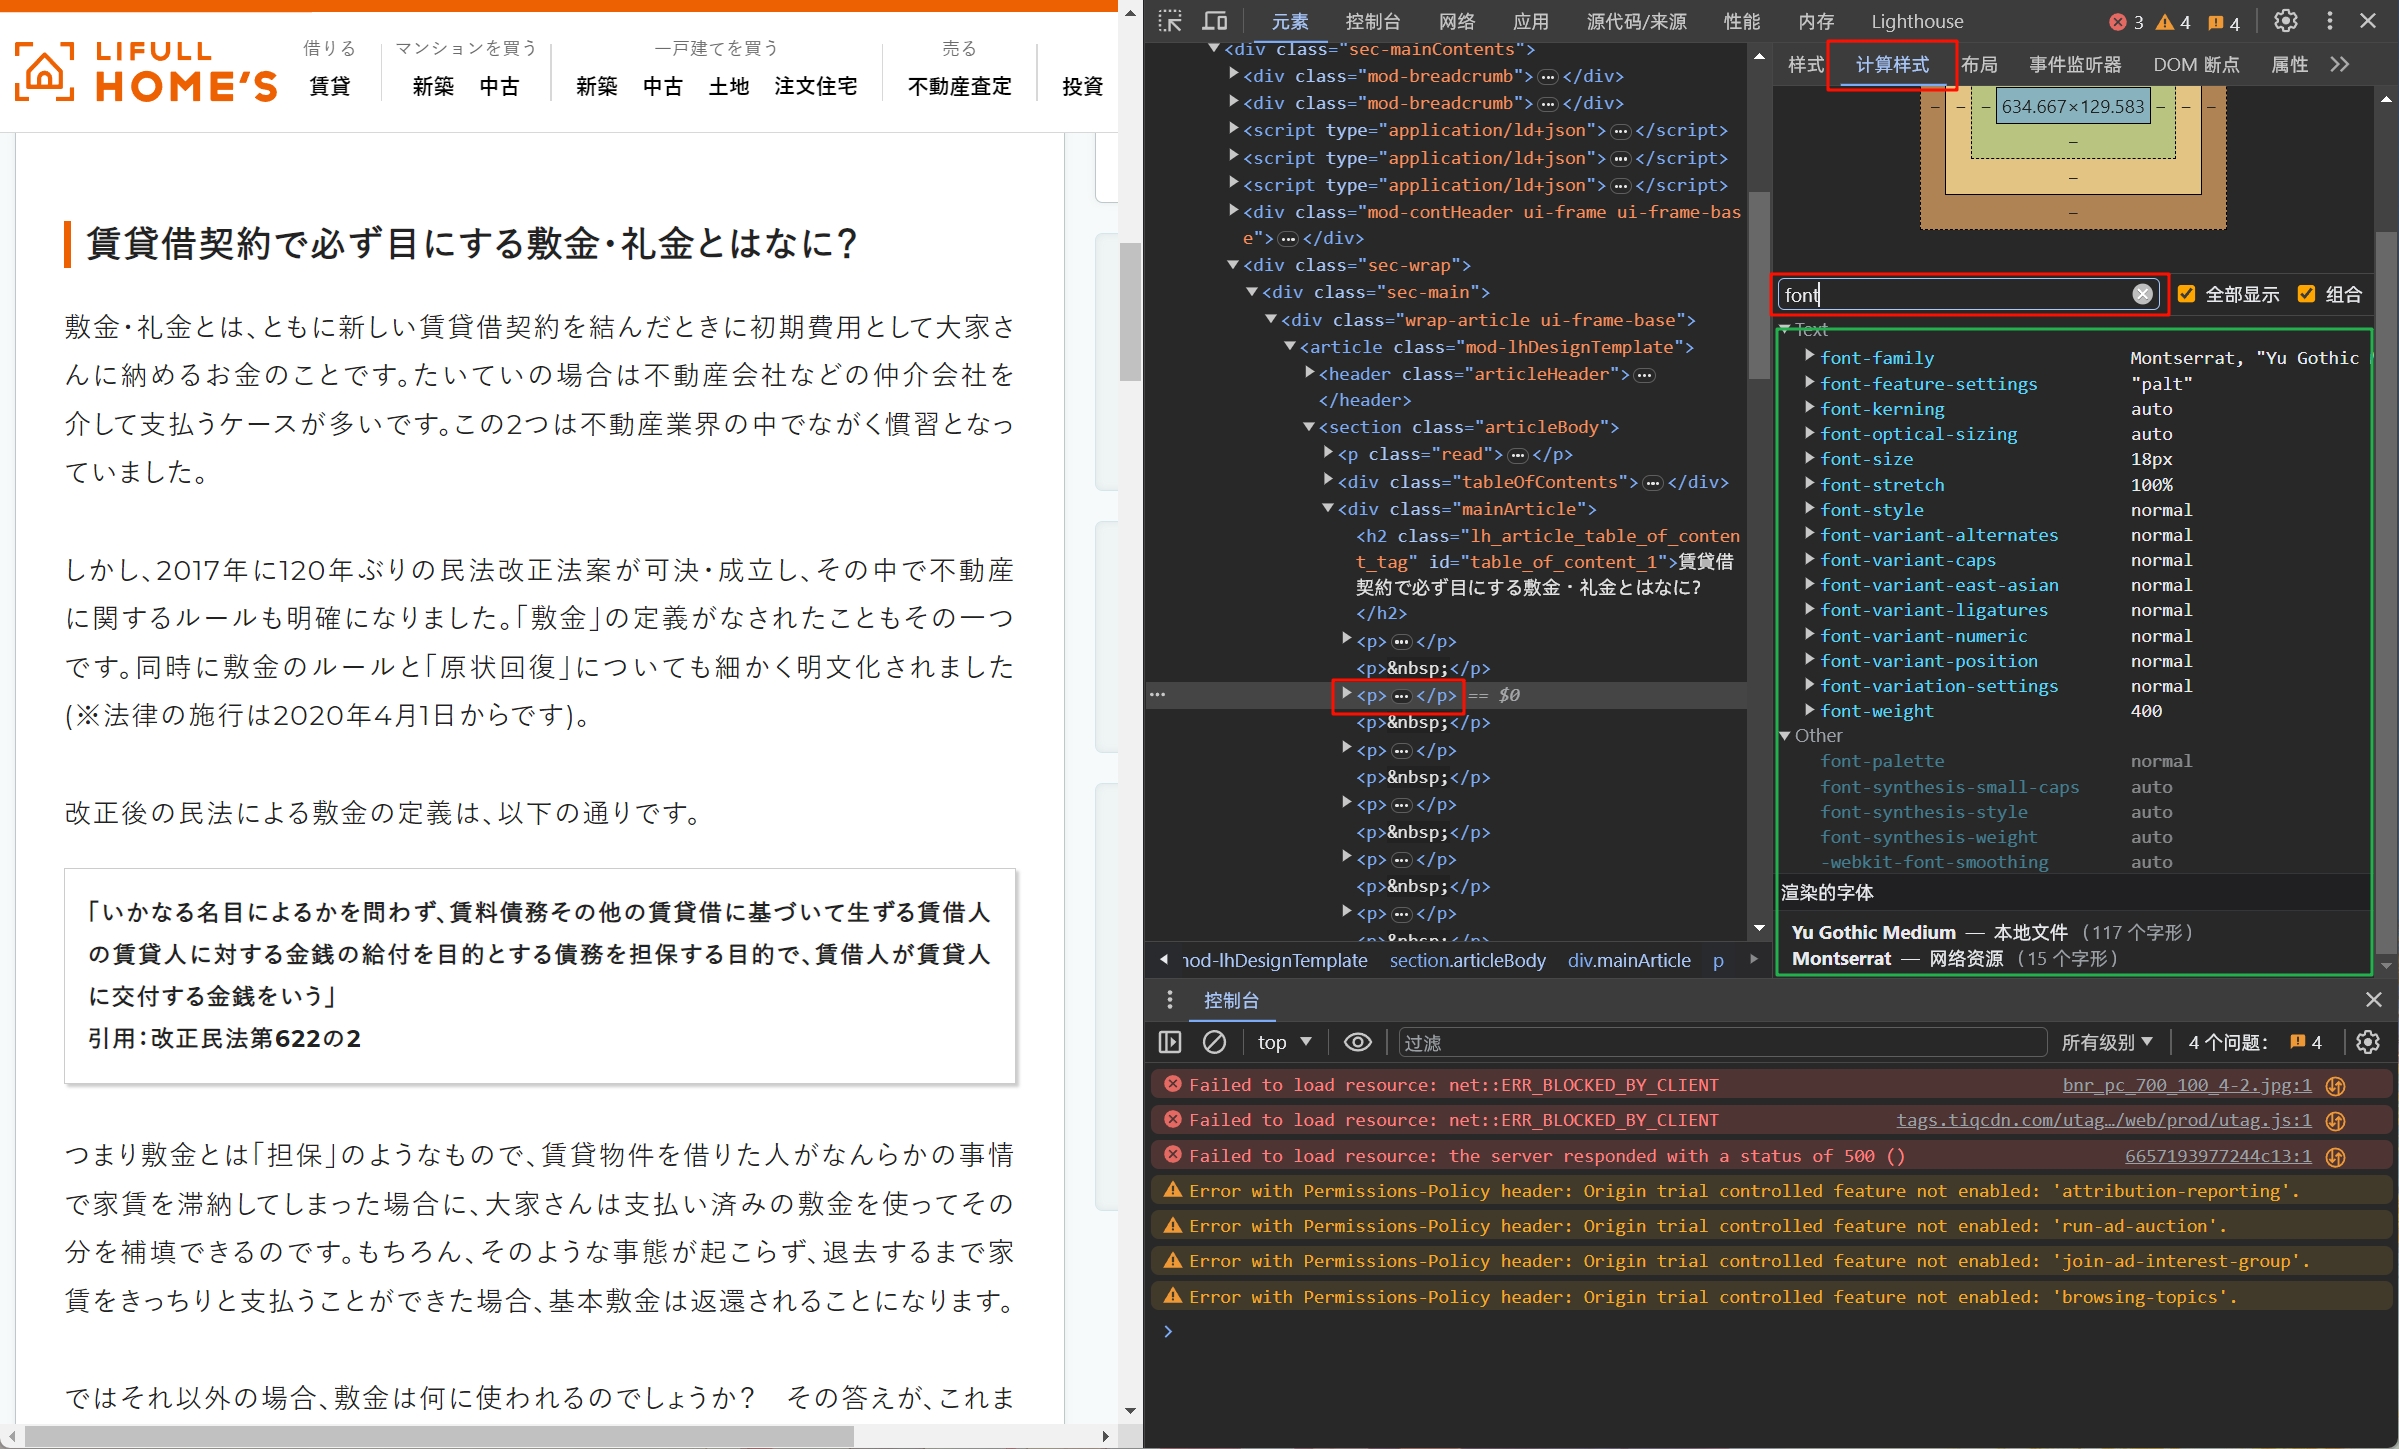 LIFULL
HOME'S
借りる
賃貸
マンションを買う
新築 中古
一戸建てを買う
新築 中古 土地 注文住宅
売る
不動産査定
投資
賃貸借契約で必ず目にする敷金・礼金とはなに?
敷金・礼金とは、ともに新しい賃貸借契約を結んだときに初期費用として大家さ
んに納めるお金のことです。たいていの場合は不動産会社などの仲介会社を
介して支払うケースが多いです。この2つは不動産業界の中でながく慣習となっ
ていました。
しかし、2017年に120年ぶりの民法改正法案が可決・成立し、その中で不動産
に関するルールも明確になりました。「敷金」の定義がなされたこともその一つ
です。同時に敷金のルールと「原状回復」についても細かく明文化されました
(※法律の施行は2020年4月1日からです)。
改正後の民法による敷金の定義は、以下の通りです。
「いかなる名目によるかを問わず、賃料債務その他の賃貸借に基づいて生ずる賃借人
の賃貸人に対する金銭の給付を目的とする債務を担保する目的で、賃借人が賃貸人
に交付する金銭をいう」
引用：改正民法第622の2
つまり敷金とは「担保」のようなもので、賃貸物件を借りた人がなんらかの事情
で家賃を滞納してしまった場合に、大家さんは支払い済みの敷金を使ってその
分を補填できるのです。もちろん、そのような事態が起こらず、退去するまで家
賃をきっちりと支払うことができた場合、基本敷金は返還されることになります。
ではそれ以外の場合、敷金は何に使われるのでしょうか?　その答えが、これま
元素 控制台 网络 应用 源代码/来源 性能 内存 Lighthouse 3 4 4
<div class="sec-mainContents">
<div class="mod-breadcrumb">…</div>
<div class="mod-breadcrumb">…</div>
<script type="application/ld+json">…</script>
<script type="application/ld+json">…</script>
<script type="application/ld+json">…</script>
<div class="mod-contHeader ui-frame ui-frame-bas
e">…</div>
<div class="sec-wrap">
<div class="sec-main">
<div class="wrap-article ui-frame-base">
<article class="mod-lhDesignTemplate">
<header class="articleHeader">…
</header>
<section class="articleBody">
<p class="read">…</p>
<div class="tableOfContents">…</div>
<div class="mainArticle">
<h2 class="lh_article_table_of_conten
t_tag" id="table_of_content_1">賃貸借
契約で必ず目にする敷金・礼金とはなに?
</h2>
<p>…</p>
<p>&nbsp;</p>
… <p>…</p> == $0
<p>&nbsp;</p>
<p>…</p>
<p>&nbsp;</p>
<p>…</p>
<p>&nbsp;</p>
<p>…</p>
<p>&nbsp;</p>
<p>…</p>
<p>&nbsp;</p>
mod-lhDesignTemplate section.articleBody div.mainArticle p
样式 计算样式 布局 事件监听器 DOM 断点 属性
634.667×129.583
font 全部显示 组合
Text
font-family Montserrat, "Yu Gothic
font-feature-settings "palt"
font-kerning auto
font-optical-sizing auto
font-size 18px
font-stretch 100%
font-style normal
font-variant-alternates normal
font-variant-caps normal
font-variant-east-asian normal
font-variant-ligatures normal
font-variant-numeric normal
font-variant-position normal
font-variation-settings normal
font-weight 400
Other
font-palette normal
font-synthesis-small-caps auto
font-synthesis-style auto
font-synthesis-weight auto
-webkit-font-smoothing auto
渲染的字体
Yu Gothic Medium — 本地文件（117 个字形）
Montserrat — 网络资源（15 个字形）
控制台
top 过滤 所有级别 4 个问题： 4
Failed to load resource: net::ERR_BLOCKED_BY_CLIENT bnr_pc_700_100_4-2.jpg:1
Failed to load resource: net::ERR_BLOCKED_BY_CLIENT tags.tiqcdn.com/utag…/web/prod/utag.js:1
Failed to load resource: the server responded with a status of 500 () 6657193977244c13:1
Error with Permissions-Policy header: Origin trial controlled feature not enabled: 'attribution-reporting'.
Error with Permissions-Policy header: Origin trial controlled feature not enabled: 'run-ad-auction'.
Error with Permissions-Policy header: Origin trial controlled feature not enabled: 'join-ad-interest-group'.
Error with Permissions-Policy header: Origin trial controlled feature not enabled: 'browsing-topics'.